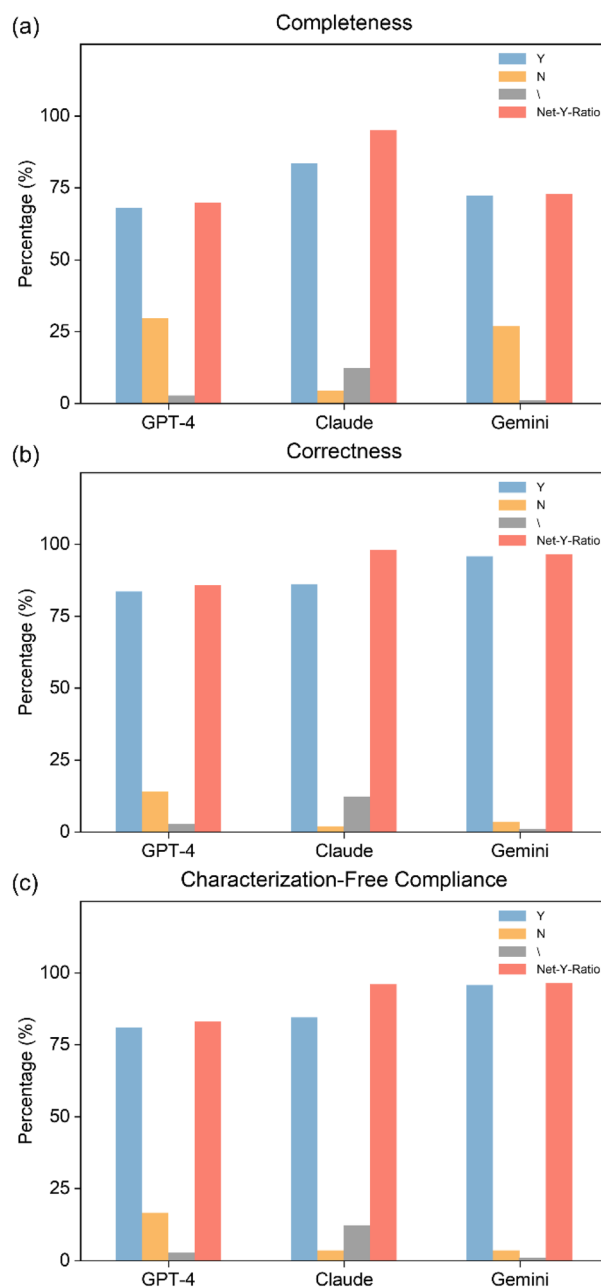 (a)
Completeness
Y
N
\
Net-Y-Ratio
Percentage (%)
100
75
50
25
0
GPT-4
Claude
Gemini
(b)
Correctness
Y
N
\
Net-Y-Ratio
Percentage (%)
100
75
50
25
0
GPT-4
Claude
Gemini
(c)
Characterization-Free Compliance
Y
N
\
Net-Y-Ratio
Percentage (%)
100
75
50
25
0
GPT-4
Claude
Gemini